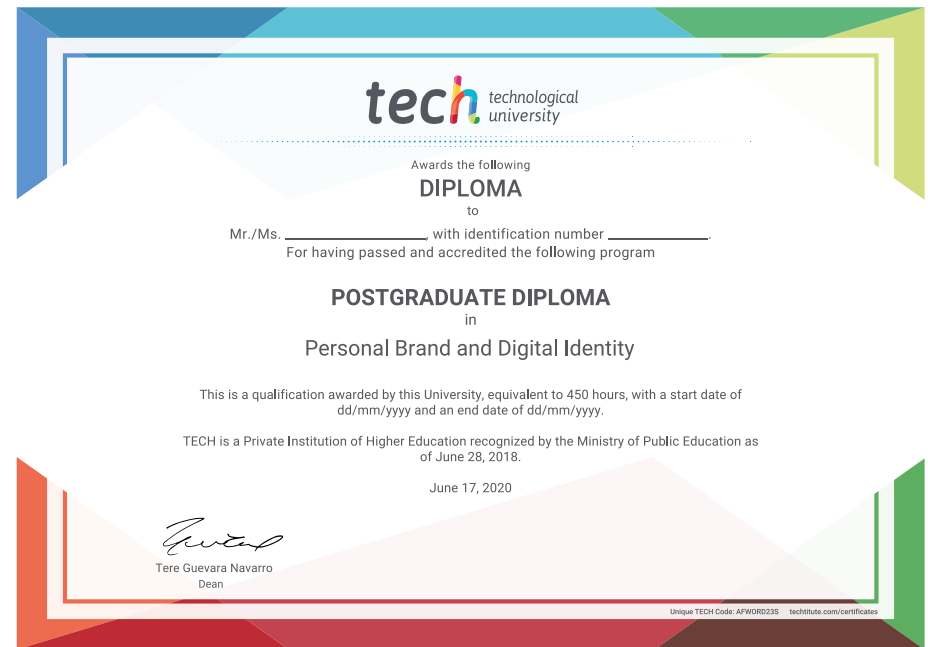 tech technological
university
Awards the following
DIPLOMA
to
Mr./Ms. ____________________, with identification number ______________.
For having passed and accredited the following program
POSTGRADUATE DIPLOMA
in
Personal Brand and Digital Identity
This is a qualification awarded by this University, equivalent to 450 hours, with a start date of
dd/mm/yyyy and an end date of dd/mm/yyyy.
TECH is a Private Institution of Higher Education recognized by the Ministry of Public Education as
of June 28, 2018.
June 17, 2020
Tere Guevara Navarro
Dean
Unique TECH Code: AFWORD23S techtitute.com/certificates